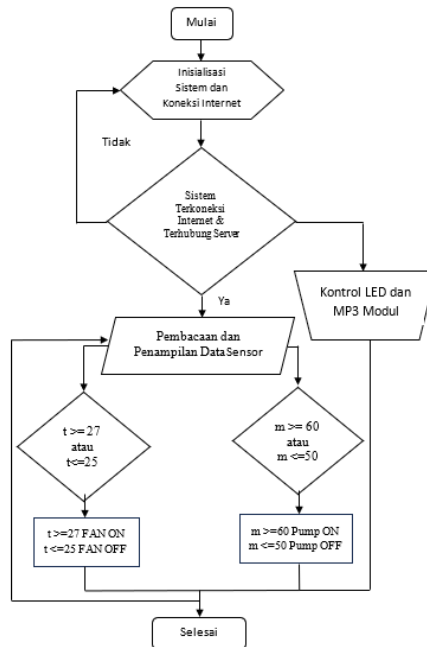 Mulai
Inisialisasi
Sistem dan
Koneksi Internet
Tidak
Sistem
Terkoneksi
Internet &
Terhubung Server
Ya
Kontrol LED dan
MP3 Modul
Pembacaan dan
Penampilan Data Sensor
t >= 27
atau
t<=25
m >= 60
atau
m <=50
t >=27 FAN ON
t <=25 FAN OFF
m >=60 Pump ON
m <=50 Pump OFF
Selesai